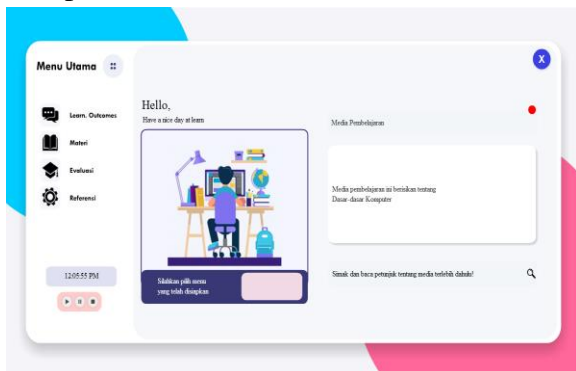 Menu Utama
X
Learn. Outcomes
Materi
Evaluasi
Referensi
12:05:55 PM
Hello,
Have a nice day at learn
Silahkan pilih menu
yang telah disiapkan
Media Pembelajaran
Media pembelajaran ini berisikan tentang
Dasar-dasar Komputer
Simak dan baca petunjuk tentang media terlebih dahulu!